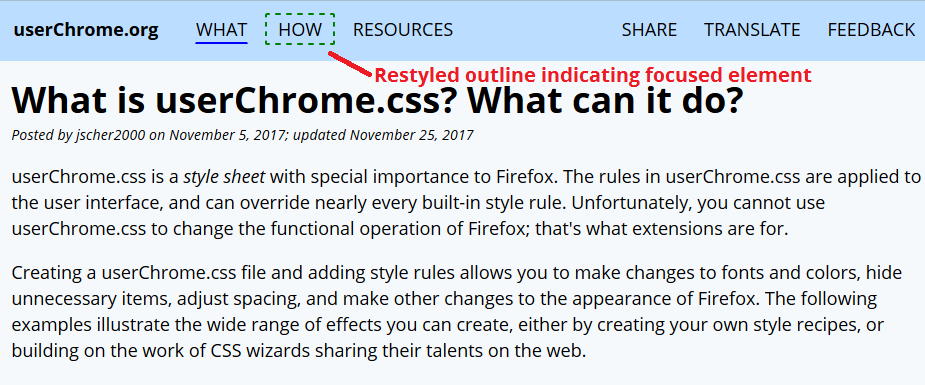 userChrome.org WHAT HOW RESOURCES SHARE TRANSLATE FEEDBACK
Restyled outline indicating focused element
What is userChrome.css? What can it do?
Posted by jscher2000 on November 5, 2017; updated November 25, 2017
userChrome.css is a style sheet with special importance to Firefox. The rules in userChrome.css are applied to
the user interface, and can override nearly every built-in style rule. Unfortunately, you cannot use
userChrome.css to change the functional operation of Firefox; that's what extensions are for.
Creating a userChrome.css file and adding style rules allows you to make changes to fonts and colors, hide
unnecessary items, adjust spacing, and make other changes to the appearance of Firefox. The following
examples illustrate the wide range of effects you can create, either by creating your own style recipes, or
building on the work of CSS wizards sharing their talents on the web.